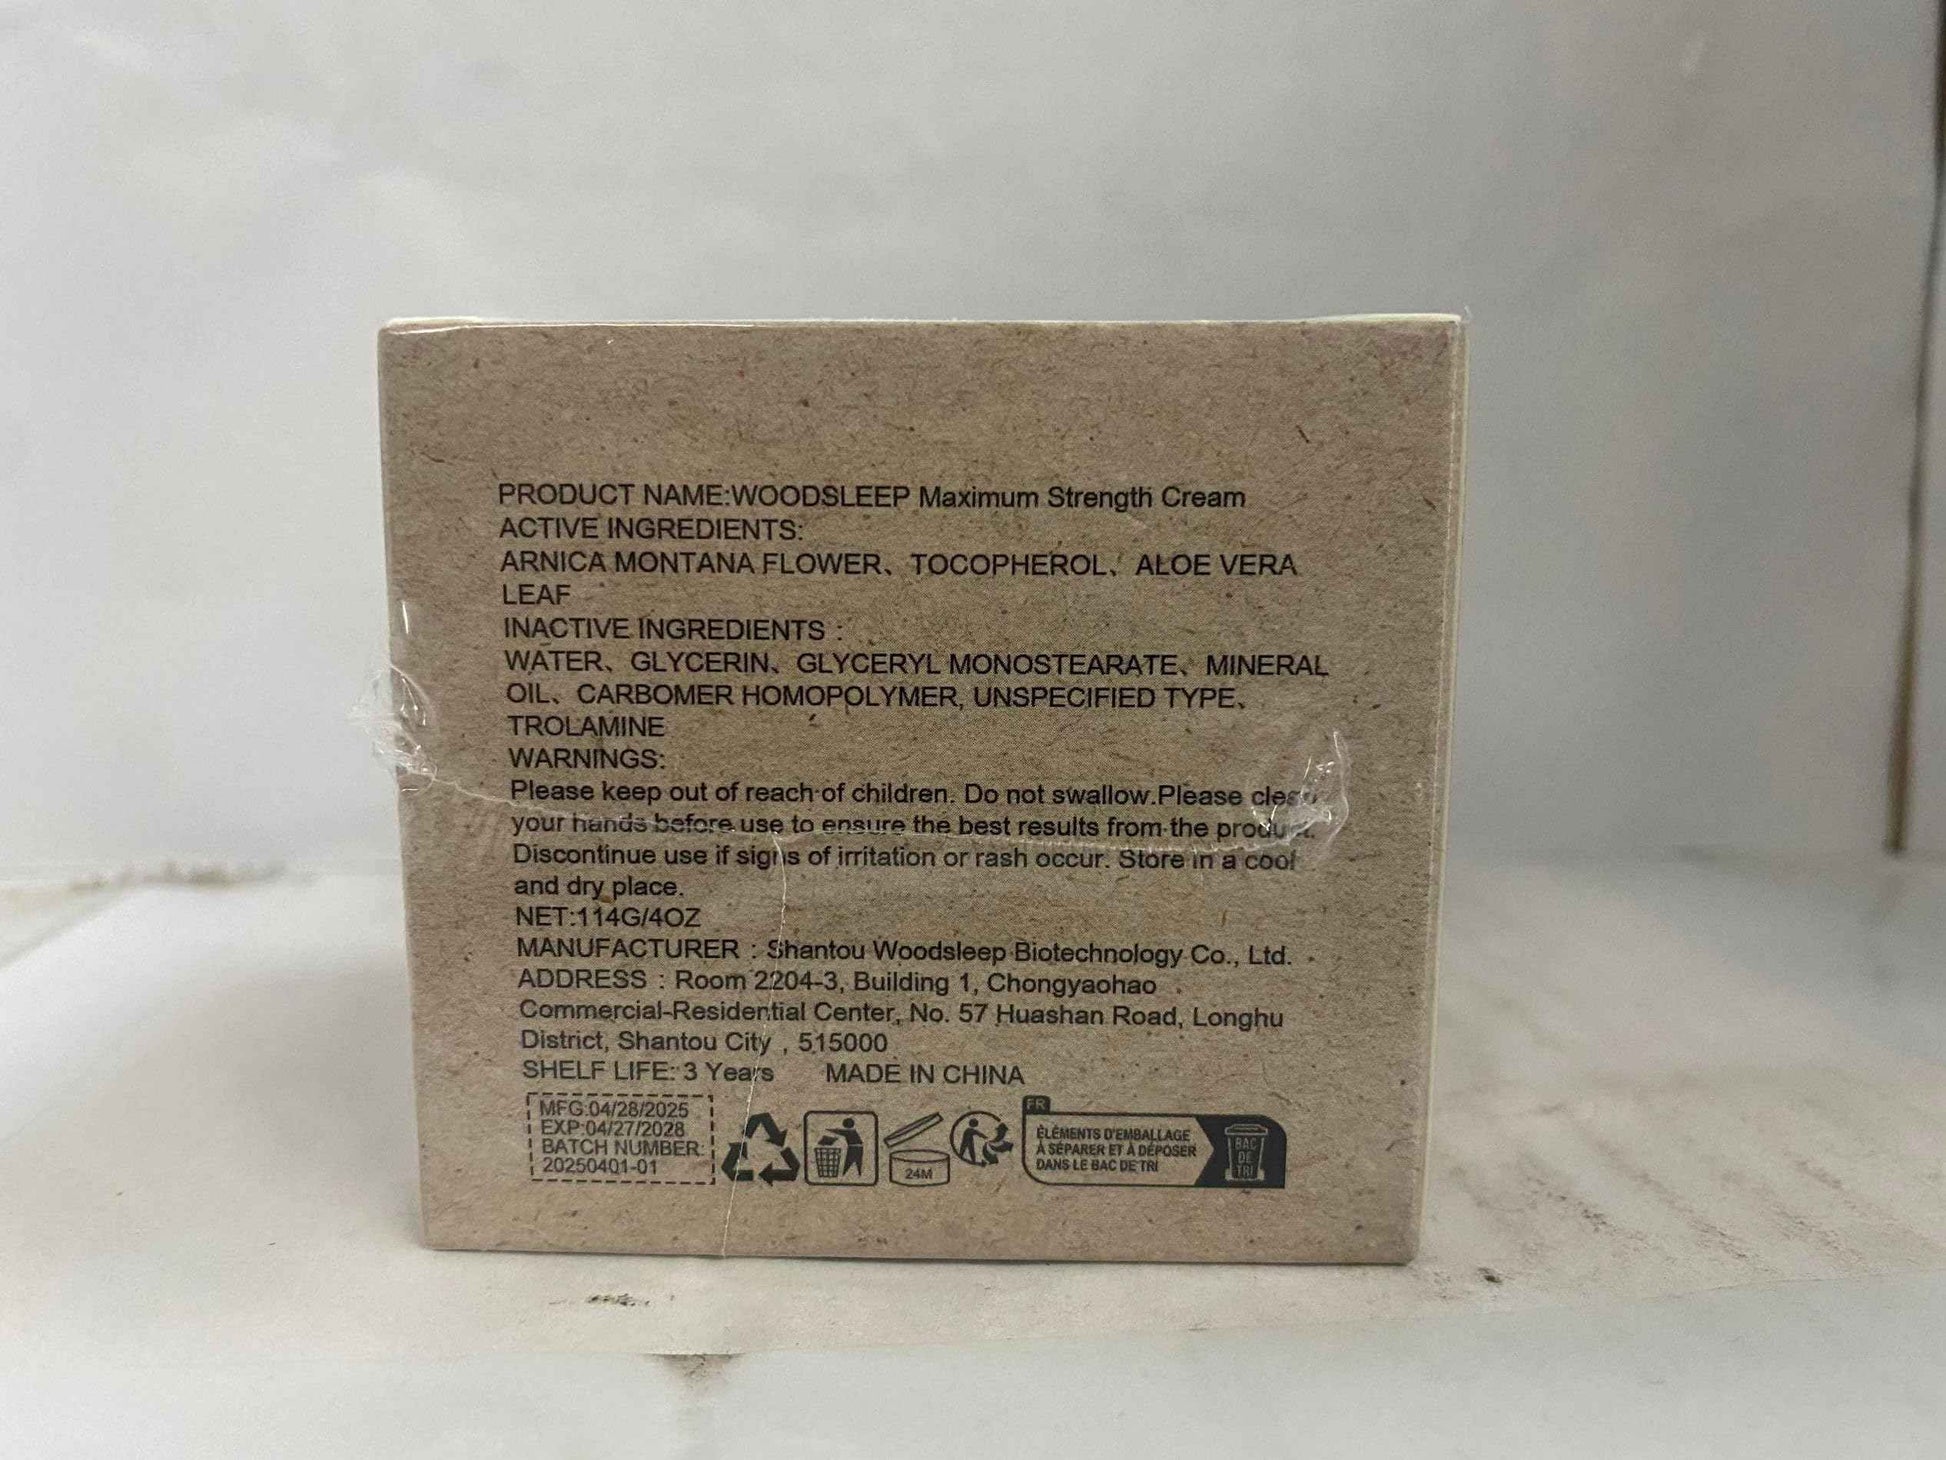 PRODUCT NAME:WOODSLEEP Maximum Strength Cream
ACTIVE INGREDIENTS:
ARNICA MONTANA FLOWER、TOCOPHEROL、ALOE VERA
LEAF
INACTIVE INGREDIENTS :
WATER、GLYCERIN、GLYCERYL MONOSTEARATE、MINERAL
OIL、CARBOMER HOMOPOLYMER, UNSPECIFIED TYPE、
TROLAMINE
WARNINGS:
Please keep out of reach of children. Do not swallow.Please clean
your hands before use to ensure the best results from the product.
Discontinue use if signs of irritation or rash occur. Store in a cool
and dry place.
NET:114G/4OZ
MANUFACTURER : Shantou Woodsleep Biotechnology Co., Ltd.
ADDRESS : Room 2204-3, Building 1, Chongyaohao
Commercial-Residential Center, No. 57 Huashan Road, Longhu
District, Shantou City , 515000
SHELF LIFE: 3 Years MADE IN CHINA
MFG:04/28/2025
EXP:04/27/2028
BATCH NUMBER:
20250401-01
24M
FR
ÉLÉMENTS D'EMBALLAGE
À SÉPARER ET À DÉPOSER
DANS LE BAC DE TRI
BAC
DE
TRI